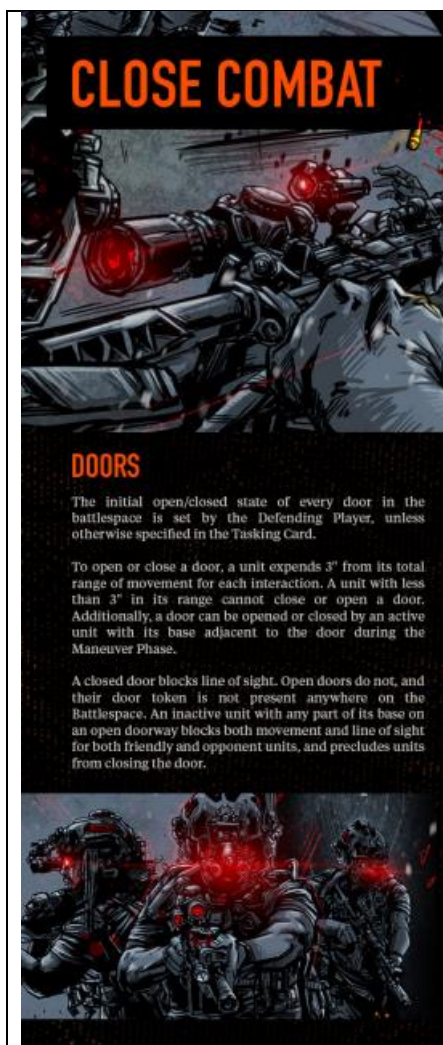 CLOSE COMBAT
DOORS
The initial open/closed state of every door in the
battlespace is set by the Defending Player, unless
otherwise specified in the Tasking Card.
To open or close a door, a unit expends 3" from its total
range of movement for each interaction. A unit with less
than 3" in its range cannot close or open a door.
Additionally, a door can be opened or closed by an active
unit with its base adjacent to the door during the
Maneuver Phase.
A closed door blocks line of sight. Open doors do not, and
their door token is not present anywhere on the
Battlespace. An inactive unit with any part of its base on
an open doorway blocks both movement and line of sight
for both friendly and opponent units, and precludes units
from closing the door.